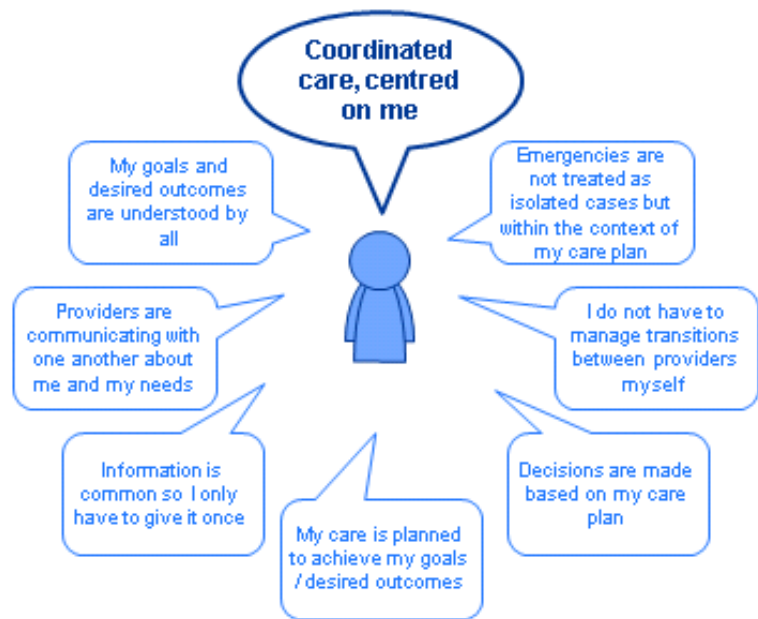 Coordinated
care, centred
on me
My goals and
desired outcomes
are understood by
all
Emergencies are
not treated as
isolated cases but
within the context of
my care plan
Providers are
communicating with
one another about
me and my needs
I do not have to
manage transitions
between providers
myself
Information is
common so I only
have to give it once
Decisions are made
based on my care
plan
My care is planned
to achieve my goals
/ desired outcomes